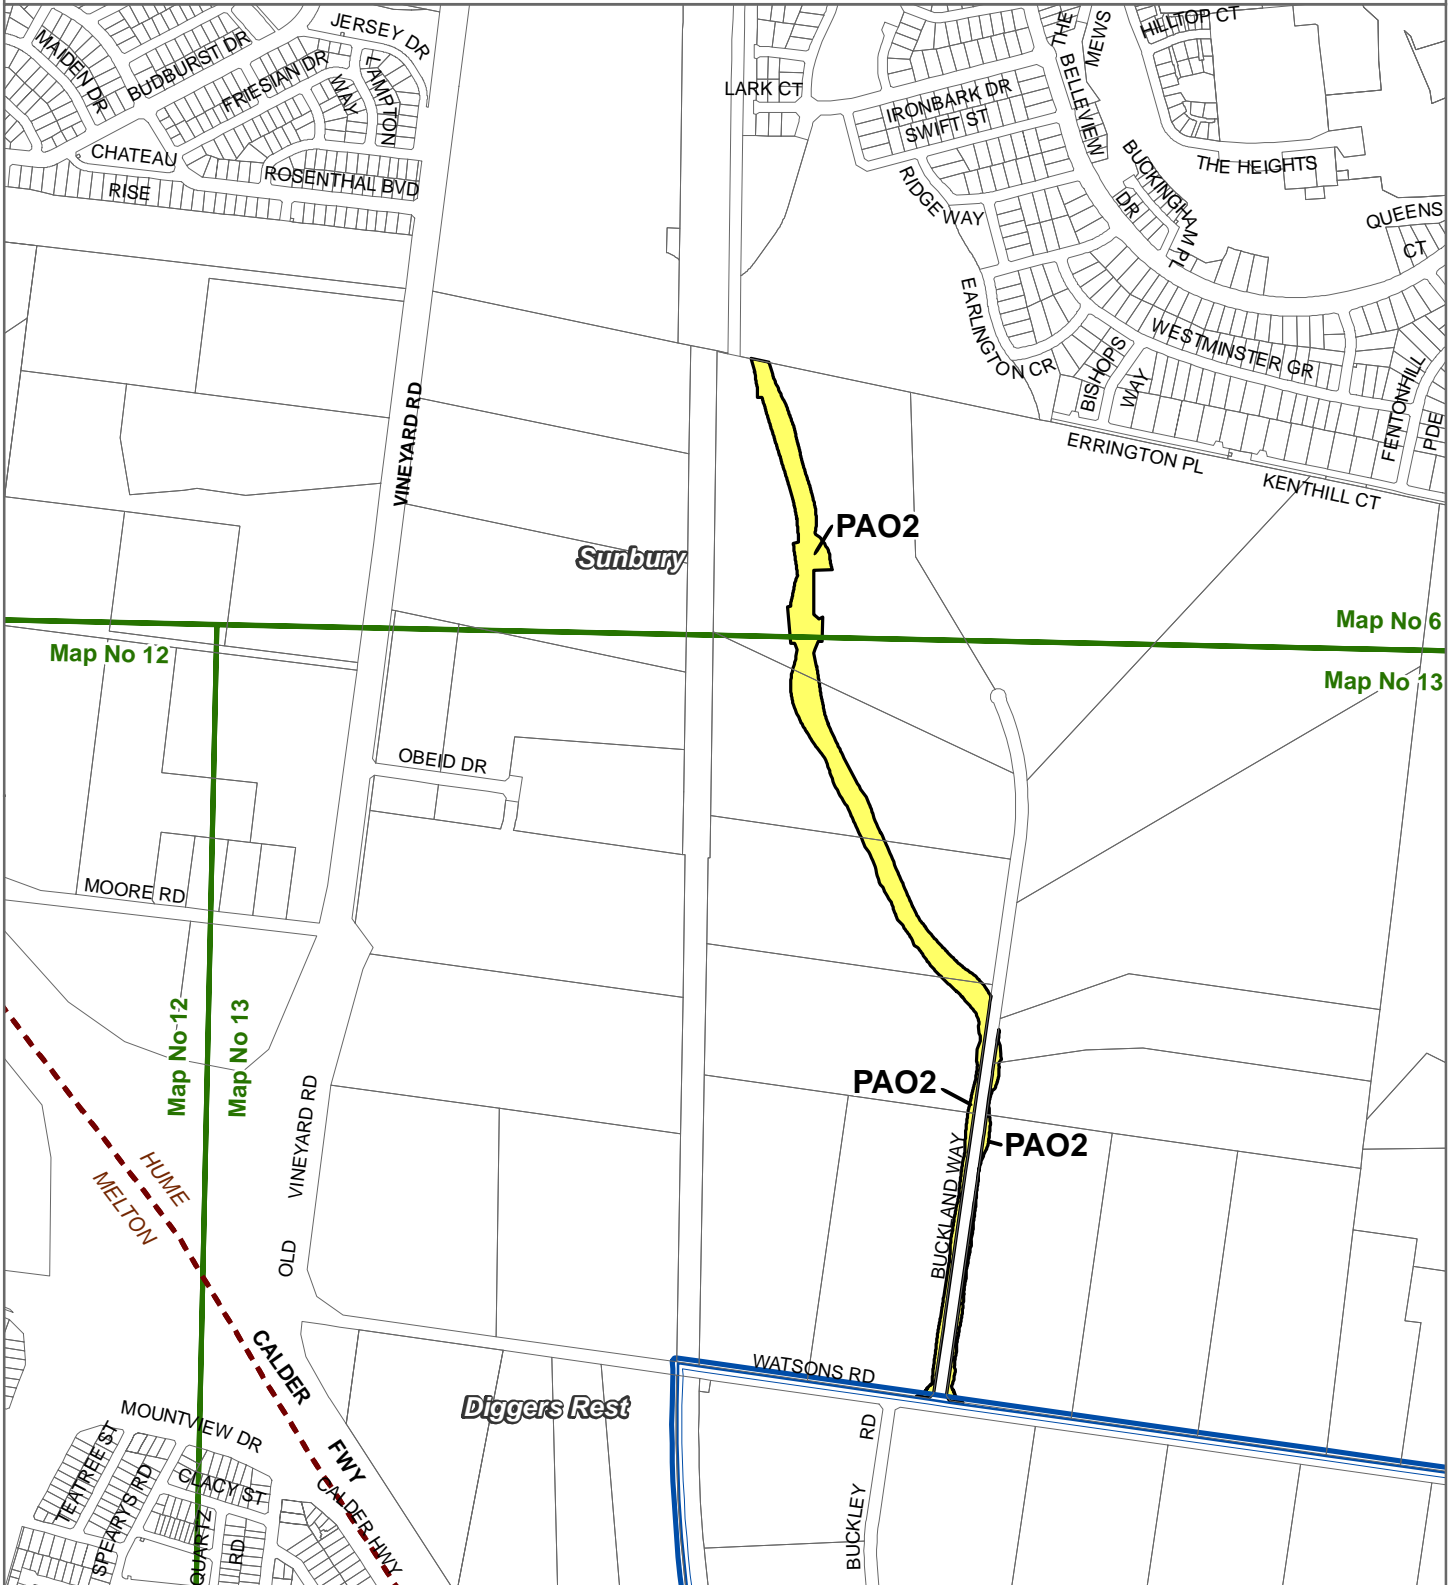 JERSEY DR
MAIDEN DR
BUDBURST DR
FRIESIAN DR
LAMPTON
WAY
CHATEAU
RISE
ROSENTHAL BVD
LARK CT
IRONBARK DR
SWIFT ST
THE
BELLEVIEW
DR
MEWS
HILLTOP CT
THE HEIGHTS
BUCKINGHAM PL
QUEENS
CT
RIDGE WAY
EARLINGTON CR
BISHOPS
WAY
WESTMINSTER GR
FENTONHILL
PDE
ERRINGTON PL
KENTHILL CT
VINEYARD RD
PAO2
Sunbury
Map No 6
Map No 12
Map No 13
OBEID DR
MOORE RD
Map No 12
Map No 13
PAO2
PAO2
BUCKLAND WAY
HUME
MELTON
OLD
VINEYARD RD
WATSONS RD
CALDER
FWY
Diggers Rest
MOUNTVIEW DR
TEATREE ST
SPEARYS RD
CLACY ST
QUARTZ
RD
CALDER HWY
BUCKLEY
RD